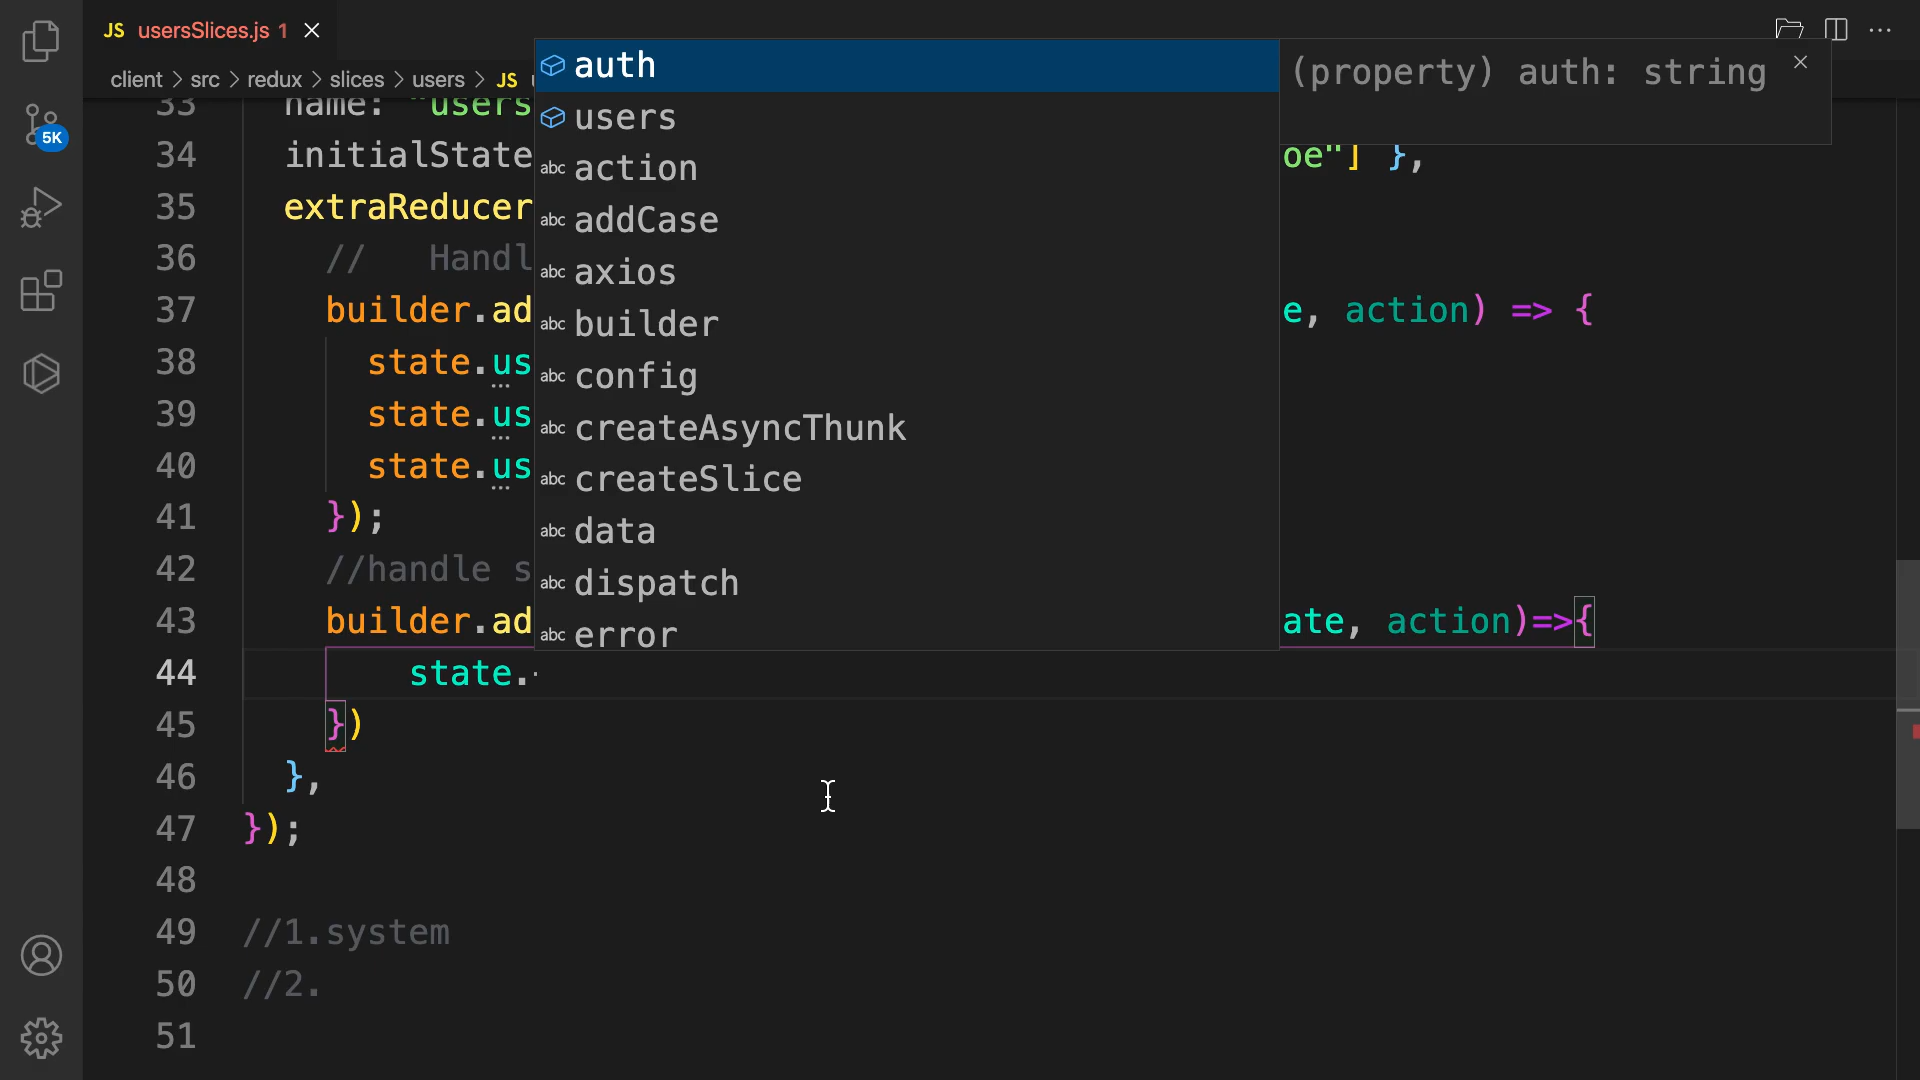 JS usersSlices.js 1
client > src > redux > slices > users > JS
auth
(property) auth: string
users
action
addCase
axios
builder
config
createAsyncThunk
createSlice
data
dispatch
error
5K
33 name: "users
34 initialState oe"] },
35 extraReducer
36 // Handl
37 builder.ad e, action) => {
38 state.us
39 state.us
40 state.us
41 });
42 //handle s
43 builder.ad ate, action)=>{
44 state.
45 })
46 },
47 });
48
49 //1.system
50 //2.
51